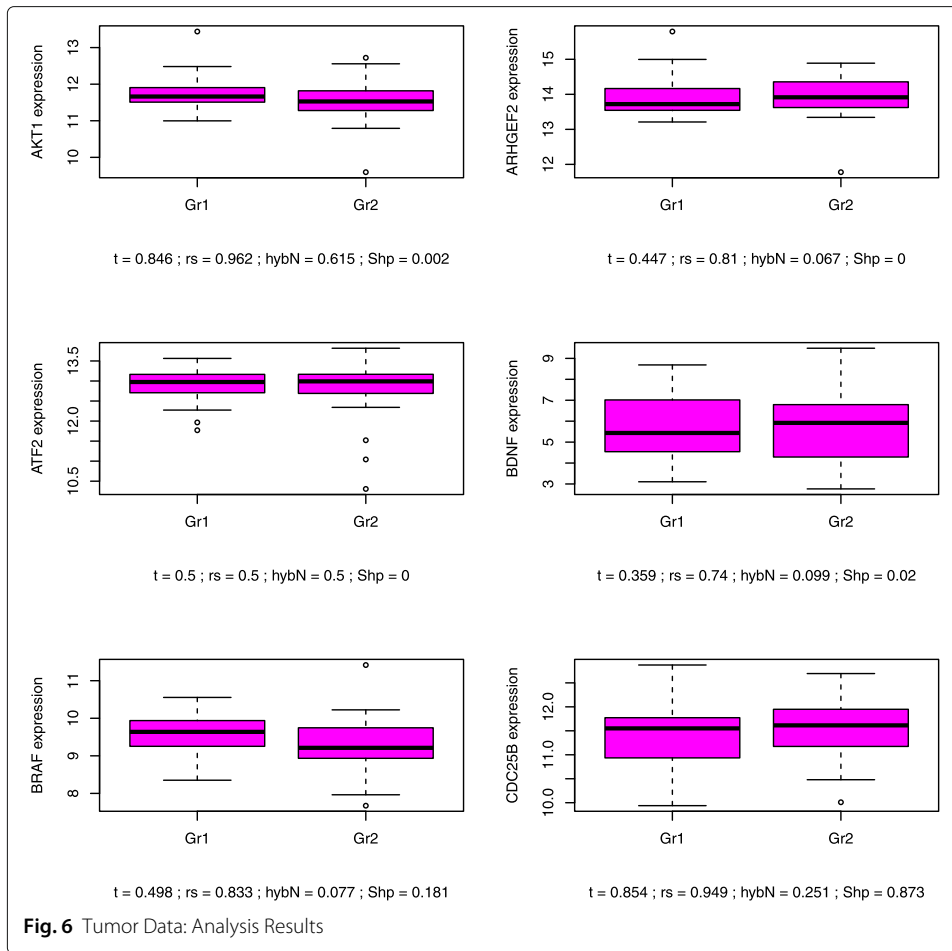 AKT1 expression
13
12
11
10
Gr1
Gr2
t = 0.846 ; rs = 0.962 ; hybN = 0.615 ; Shp = 0.002
ARHGEF2 expression
15
14
13
12
Gr1
Gr2
t = 0.447 ; rs = 0.81 ; hybN = 0.067 ; Shp = 0
ATF2 expression
13.5
12.0
10.5
Gr1
Gr2
t = 0.5 ; rs = 0.5 ; hybN = 0.5 ; Shp = 0
BDNF expression
9
7
5
3
Gr1
Gr2
t = 0.359 ; rs = 0.74 ; hybN = 0.099 ; Shp = 0.02
BRAF expression
11
10
9
8
Gr1
Gr2
t = 0.498 ; rs = 0.833 ; hybN = 0.077 ; Shp = 0.181
CDC25B expression
12.0
11.0
10.0
Gr1
Gr2
t = 0.854 ; rs = 0.949 ; hybN = 0.251 ; Shp = 0.873
Fig. 6 Tumor Data: Analysis Results